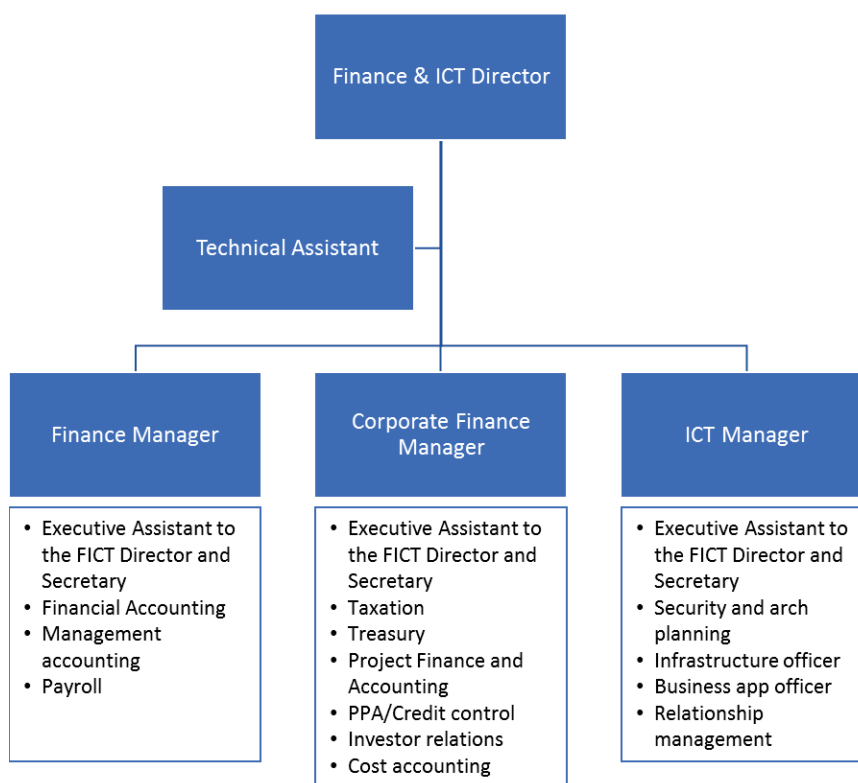 Finance & ICT Director
Technical Assistant
Finance Manager
• Executive Assistant to
the FICT Director and
Secretary
• Financial Accounting
• Management
accounting
• Payroll
Corporate Finance
Manager
• Executive Assistant to
the FICT Director and
Secretary
• Taxation
• Treasury
• Project Finance and
Accounting
• PPA/Credit control
• Investor relations
• Cost accounting
ICT Manager
• Executive Assistant to
the FICT Director and
Secretary
• Security and arch
planning
• Infrastructure officer
• Business app officer
• Relationship
management